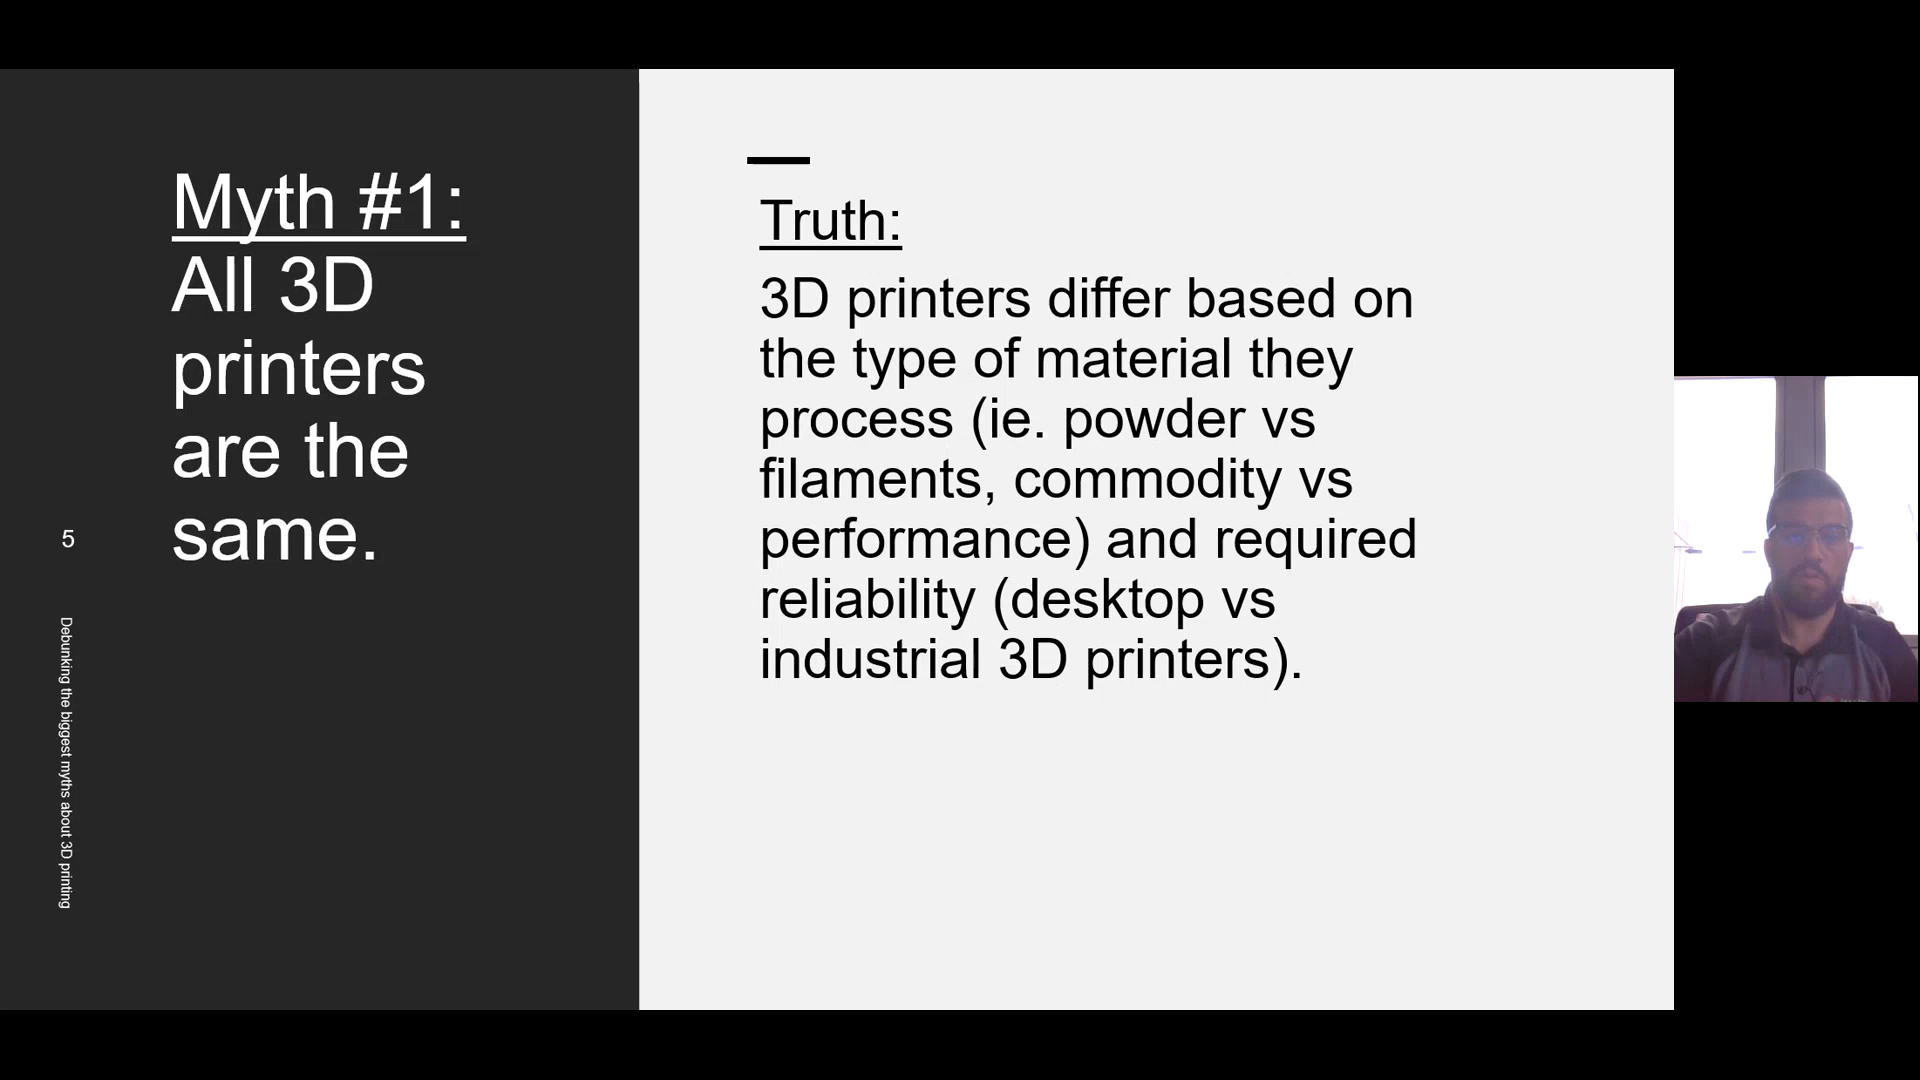 Myth #1:
All 3D
printers
are the
same.
5
Debunking the biggest myths about 3D printing
Truth:
3D printers differ based on
the type of material they
process (ie. powder vs
filaments, commodity vs
performance) and required
reliability (desktop vs
industrial 3D printers).